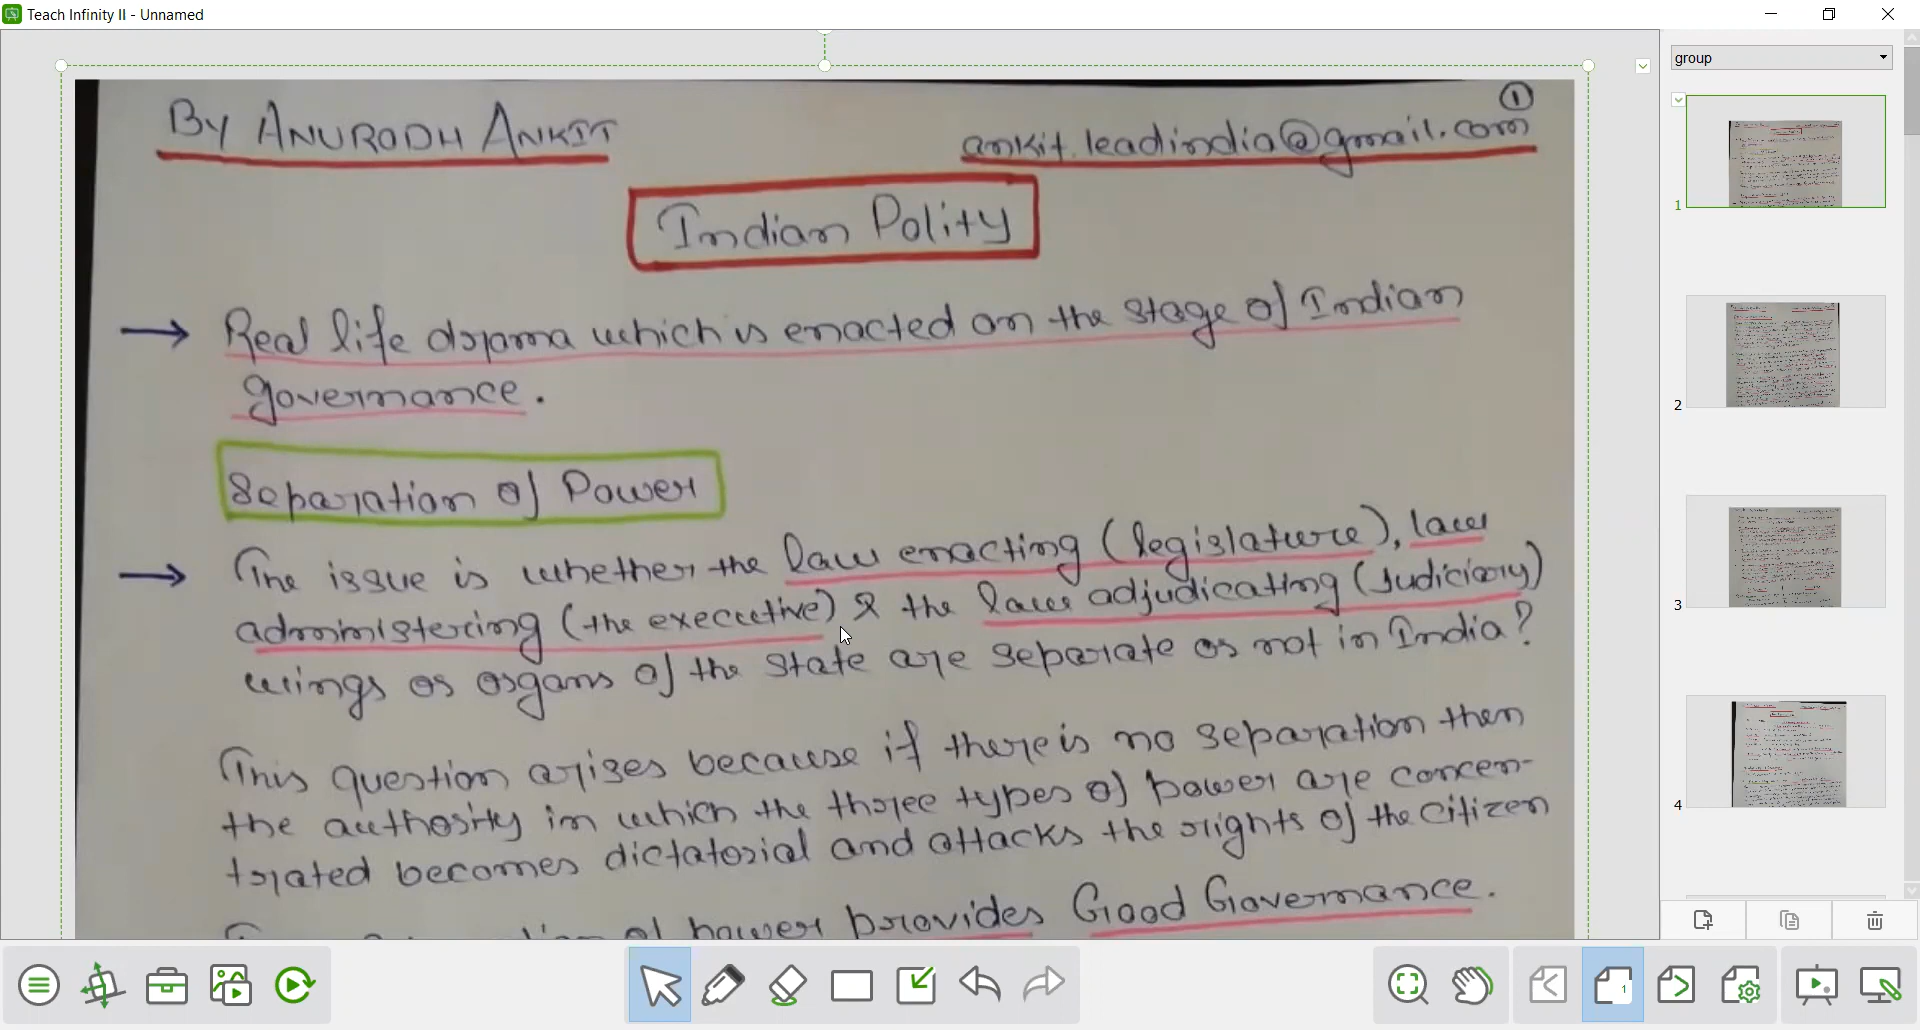 Teach Infinity II - Unnamed
group
By ANURODH ANKIT
ankit.leadindia@gmail.com
1
Indian Polity
→ Real life drama which is enacted on the stage of Indian
governance.
Separation of Power
→ The issue is whether the law enacting (legislature), law
administering (the executive) & the law adjudicating (Judiciary)
wings or organs of the state are separate or not in India?
This question arises because if there is no separation then
the authority in which the three types of power are concen-
trated becomes dictatorial and attacks the rights of the citizen
of power provides Good Governance.
1
2
3
4
1